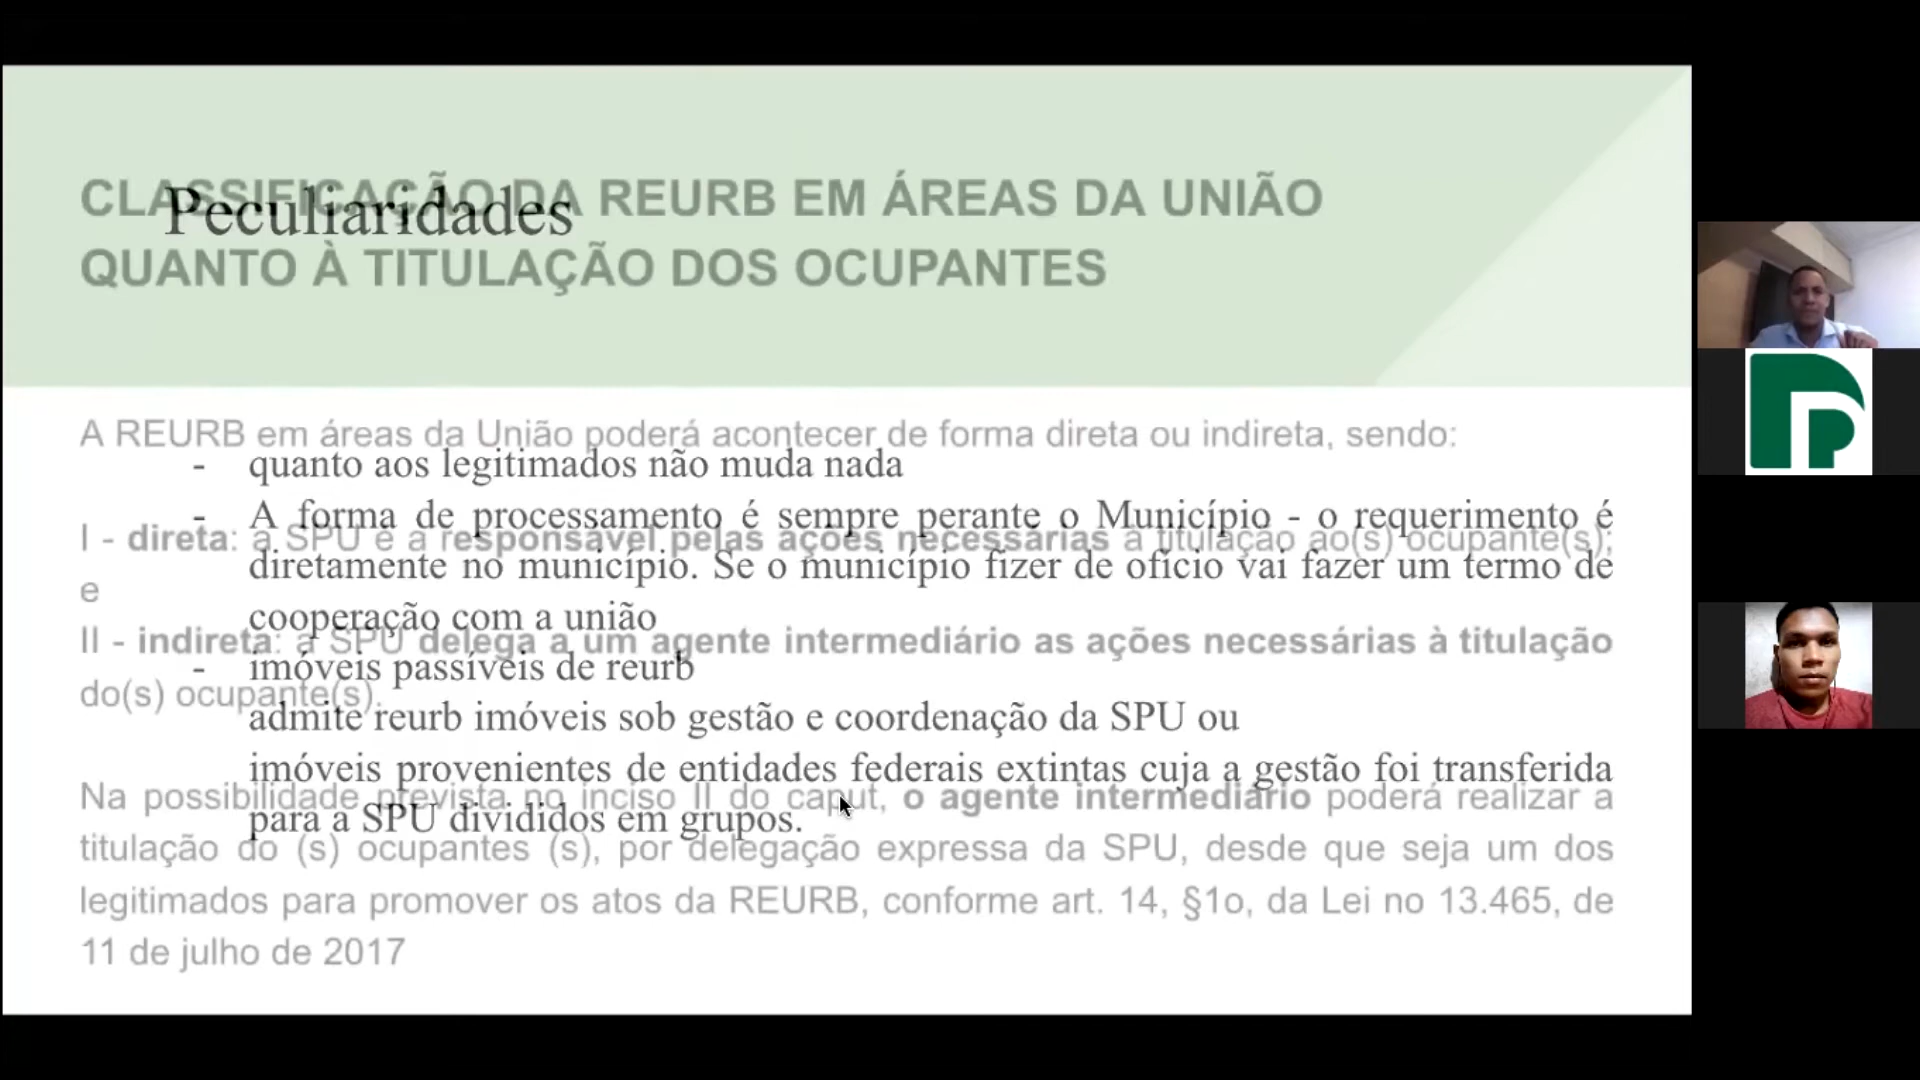 CLASSIFICAÇÃO DA REURB EM ÁREAS DA UNIÃO
QUANTO À TITULAÇÃO DOS OCUPANTES
A REURB em áreas da União poderá acontecer de forma direta ou indireta, sendo:
I - direta: a SPU é a responsável pelas ações necessárias à titulação ao(s) ocupante(s);
e
II - indireta: a SPU delega a um agente intermediário as ações necessárias à titulação
do(s) ocupante(s).
Na possibilidade prevista no inciso II do caput, o agente intermediário poderá realizar a
titulação do (s) ocupantes (s), por delegação expressa da SPU, desde que seja um dos
legitimados para promover os atos da REURB, conforme art. 14, §1o, da Lei no 13.465, de
11 de julho de 2017
Peculiaridades
- quanto aos legitimados não muda nada
- A forma de processamento é sempre perante o Município - o requerimento é
diretamente no município. Se o município fizer de ofício vai fazer um termo de
cooperação com a união
- imóveis passíveis de reurb
admite reurb imóveis sob gestão e coordenação da SPU ou
imóveis provenientes de entidades federais extintas cuja a gestão foi transferida
para a SPU divididos em grupos.